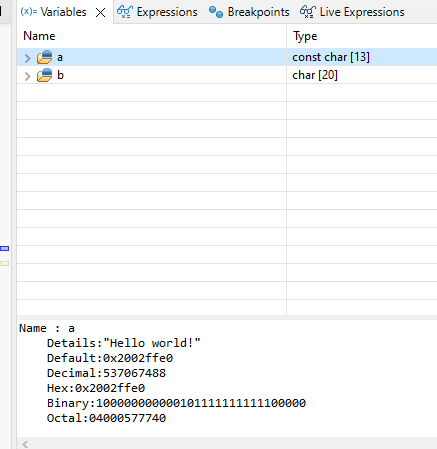 (x)= Variables Expressions Breakpoints Live Expressions
Name Type
a const char [13]
b char [20]
Name : a
Details:"Hello world!"
Default:0x2002ffe0
Decimal:537067488
Hex:0x2002ffe0
Binary:100000000000101111111111100000
Octal:04000577740